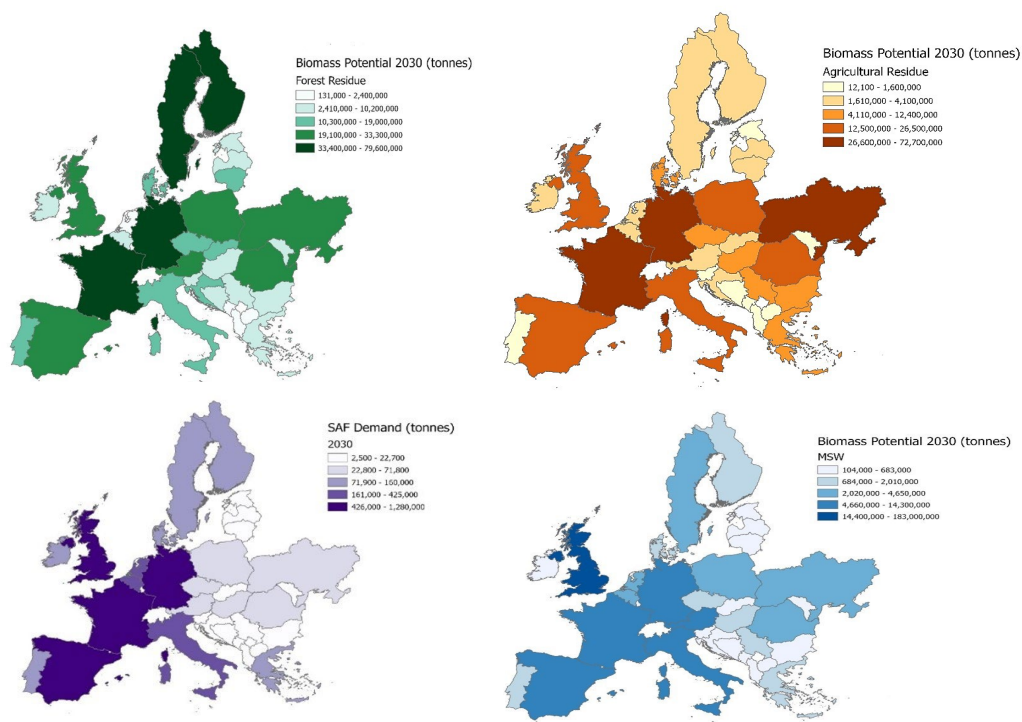 Biomass Potential 2030 (tonnes)
Forest Residue
131,000 - 2,400,000
2,410,000 - 10,200,000
10,300,000 - 19,000,000
19,100,000 - 33,300,000
33,400,000 - 79,600,000
Biomass Potential 2030 (tonnes)
Agricultural Residue
12,100 - 1,600,000
1,610,000 - 4,100,000
4,110,000 - 12,400,000
12,500,000 - 26,500,000
26,600,000 - 72,700,000
SAF Demand (tonnes)
2030
2,500 - 22,700
22,800 - 71,800
71,900 - 160,000
161,000 - 425,000
426,000 - 1,280,000
Biomass Potential 2030 (tonnes)
MSW
104,000 - 683,000
684,000 - 2,010,000
2,020,000 - 4,650,000
4,660,000 - 14,300,000
14,400,000 - 183,000,000